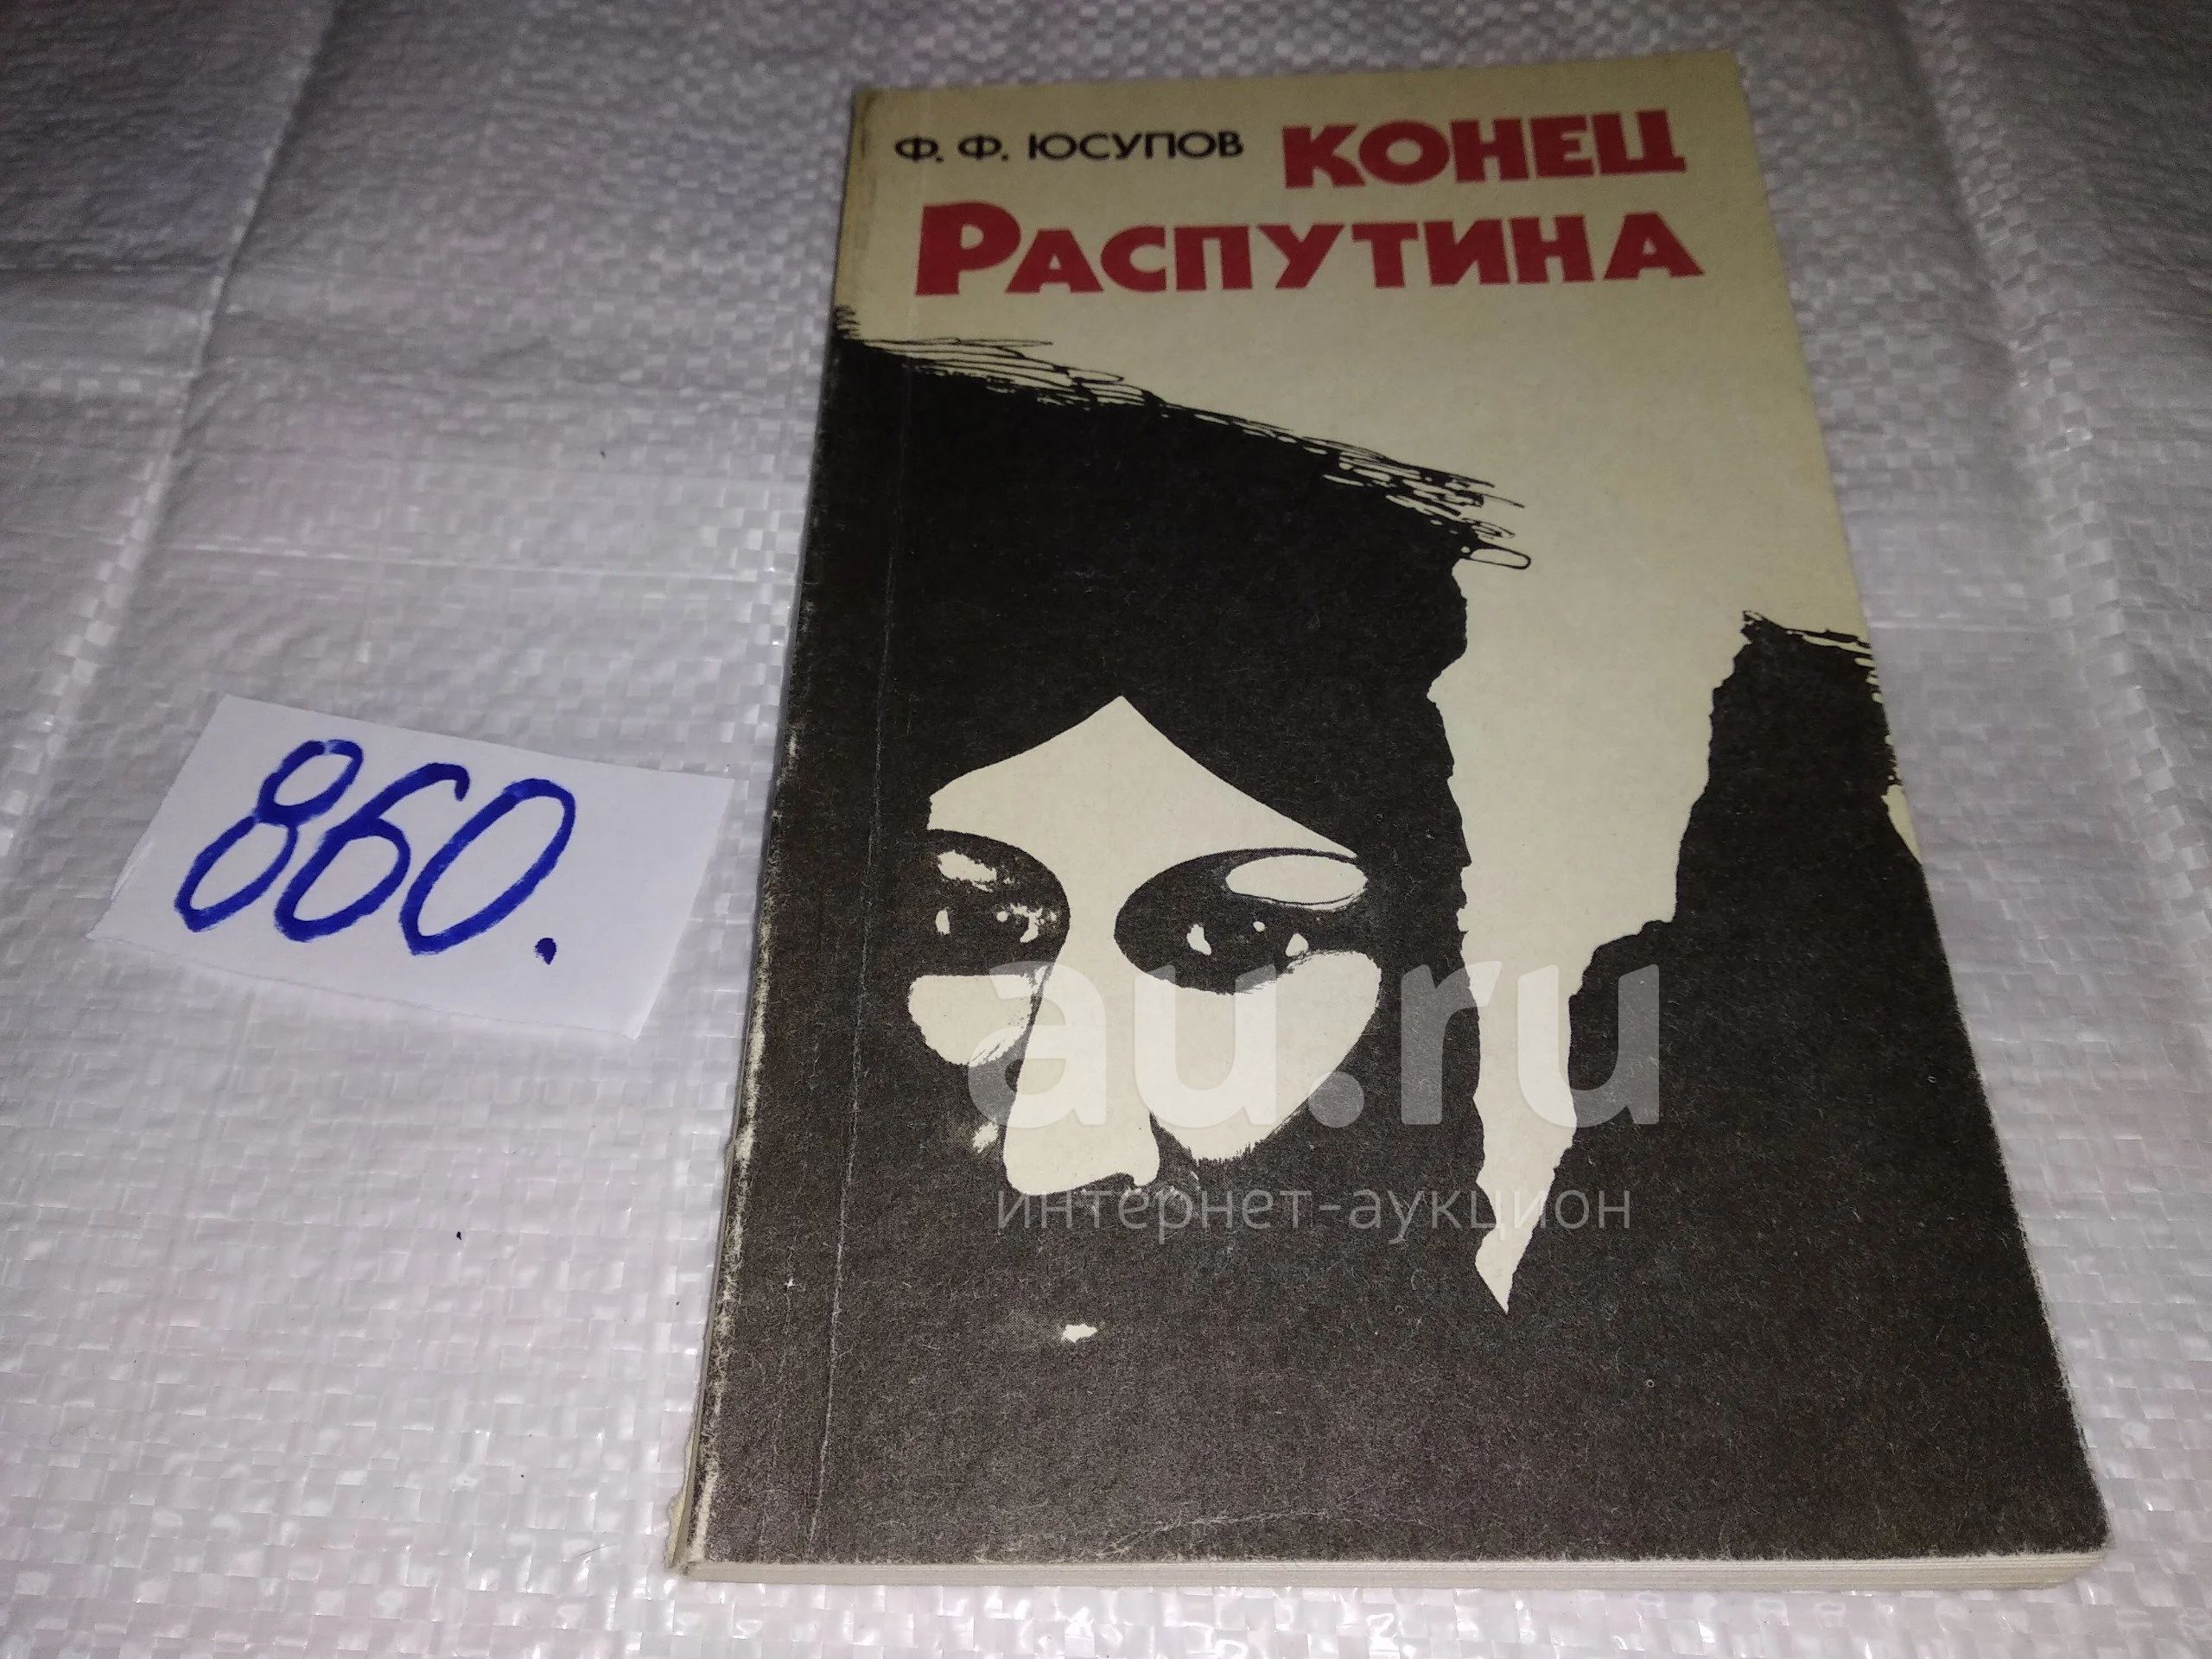 Ф. Ф. ЮСУПОВ КОНЕЦ
РАСПУТИНА
860.
au.ru
интернет-аукцион